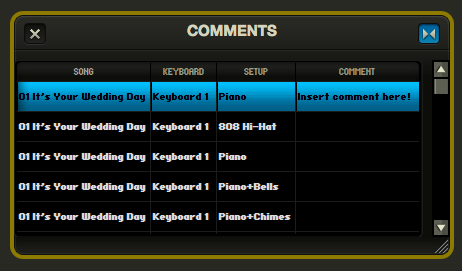 COMMENTS
SONG KEYBOARD SETUP COMMENT
01 It's Your Wedding Day Keyboard 1 Piano Insert comment here!
01 It's Your Wedding Day Keyboard 1 808 Hi-Hat
01 It's Your Wedding Day Keyboard 1 Piano
01 It's Your Wedding Day Keyboard 1 Piano+Bells
01 It's Your Wedding Day Keyboard 1 Piano+Chimes